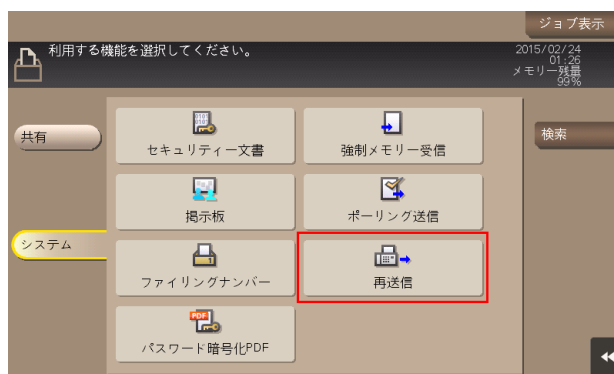 ジョブ表示
利用する機能を選択してください。
2015/02/24
01:26
メモリー残量
99%
共有
検索
セキュリティー文書
強制メモリー受信
掲示板
ポーリング送信
システム
ファイリングナンバー
再送信
PDF
パスワード暗号化PDF